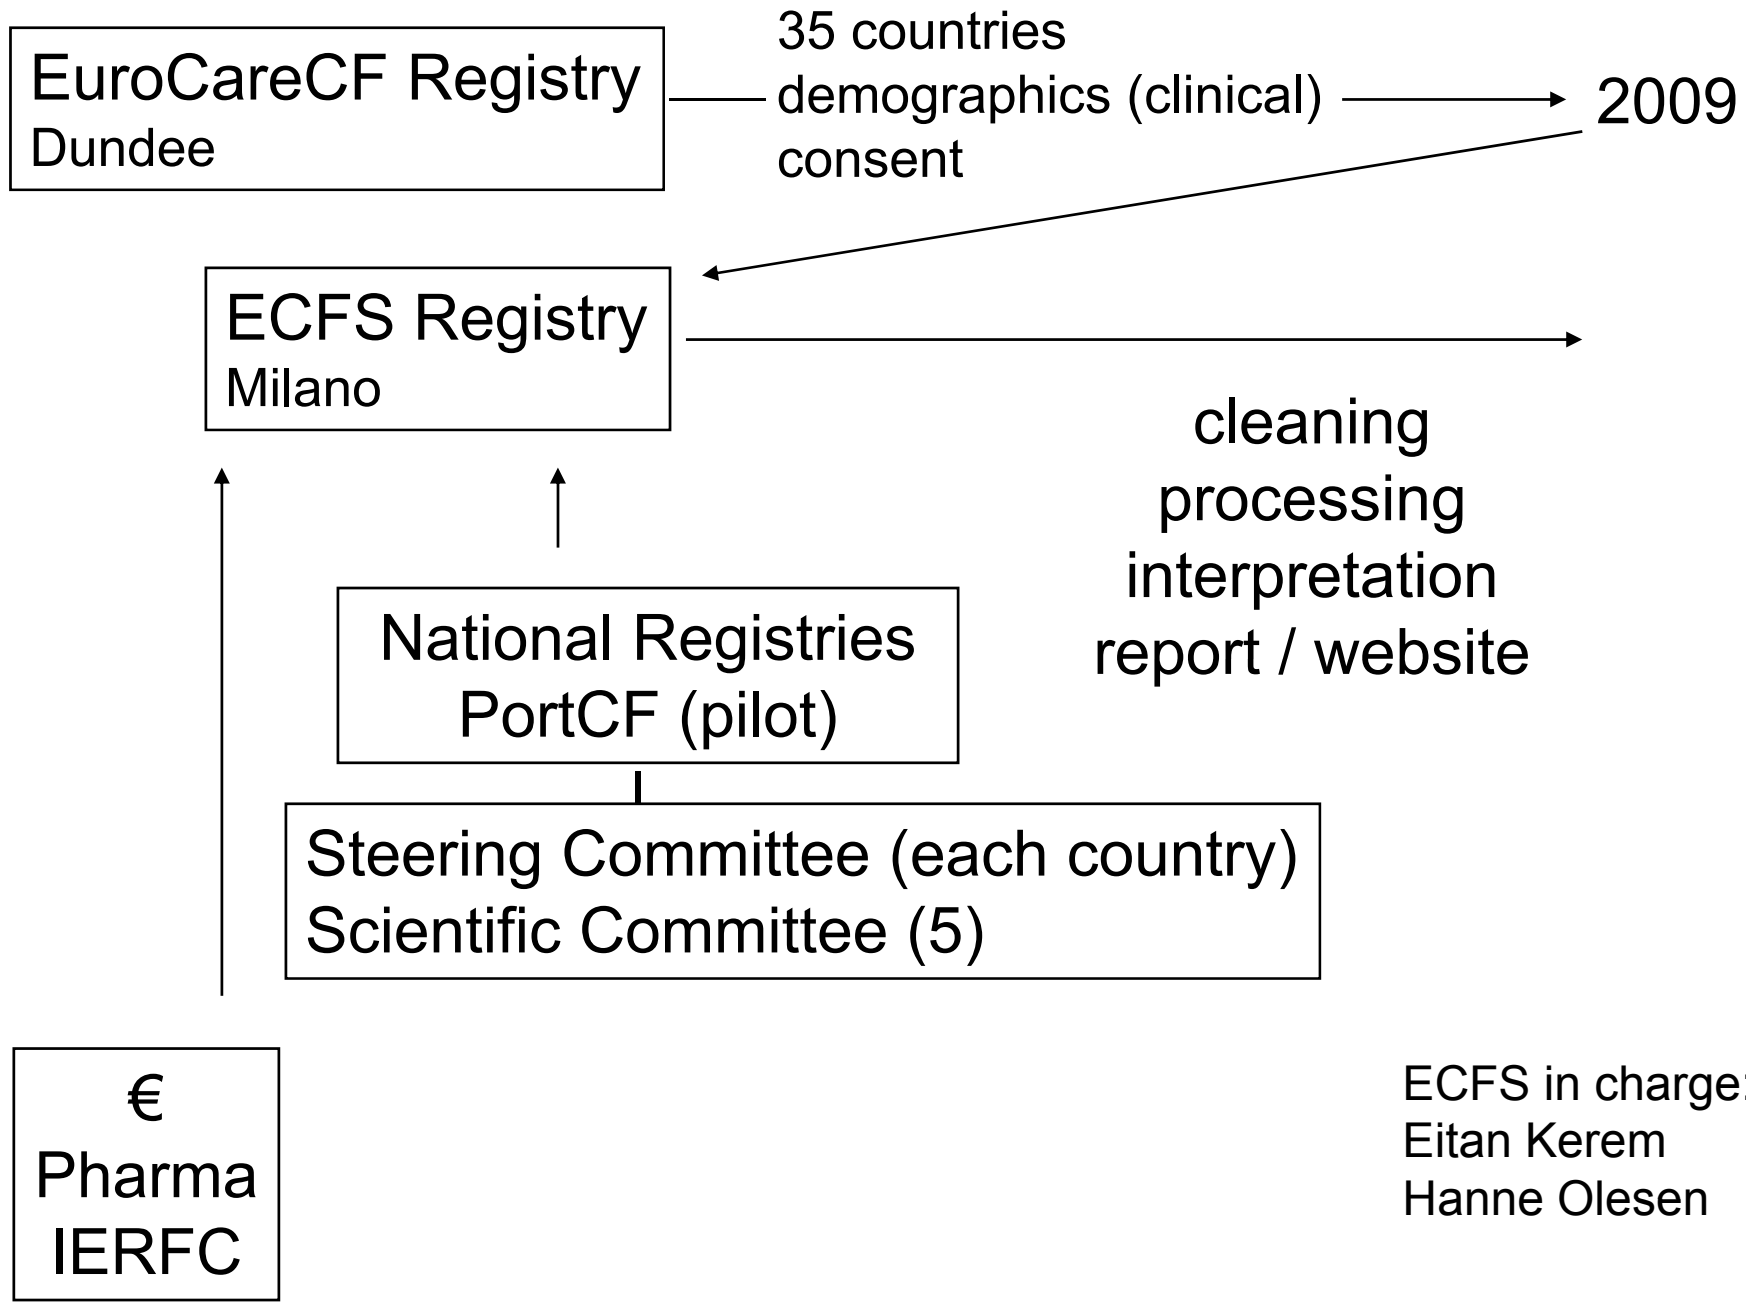 EuroCareCF Registry
Dundee
35 countries
demographics (clinical)
consent
2009
ECFS Registry
Milano
cleaning
processing
interpretation
report / website
National Registries
PortCF (pilot)
Steering Committee (each country)
Scientific Committee (5)
€
Pharma
IERFC
ECFS in charge:
Eitan Kerem
Hanne Olesen